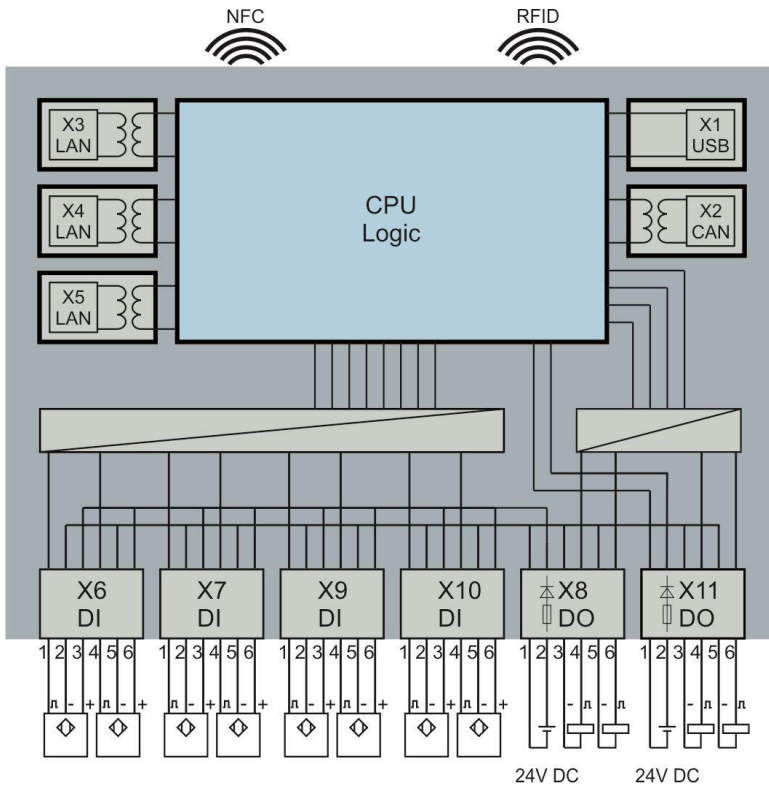 NFC RFID
X3
LAN
X1
USB
X4
LAN
CPU
Logic
X2
CAN
X5
LAN
X6
DI
X7
DI
X9
DI
X10
DI
X8
DO
X11
DO
1 2 3 4 5 6 1 2 3 4 5 6 1 2 3 4 5 6 1 2 3 4 5 6 1 2 3 4 5 6 1 2 3 4 5 6
- + - + - + - + - + - + - + - + - - - -
24V DC 24V DC